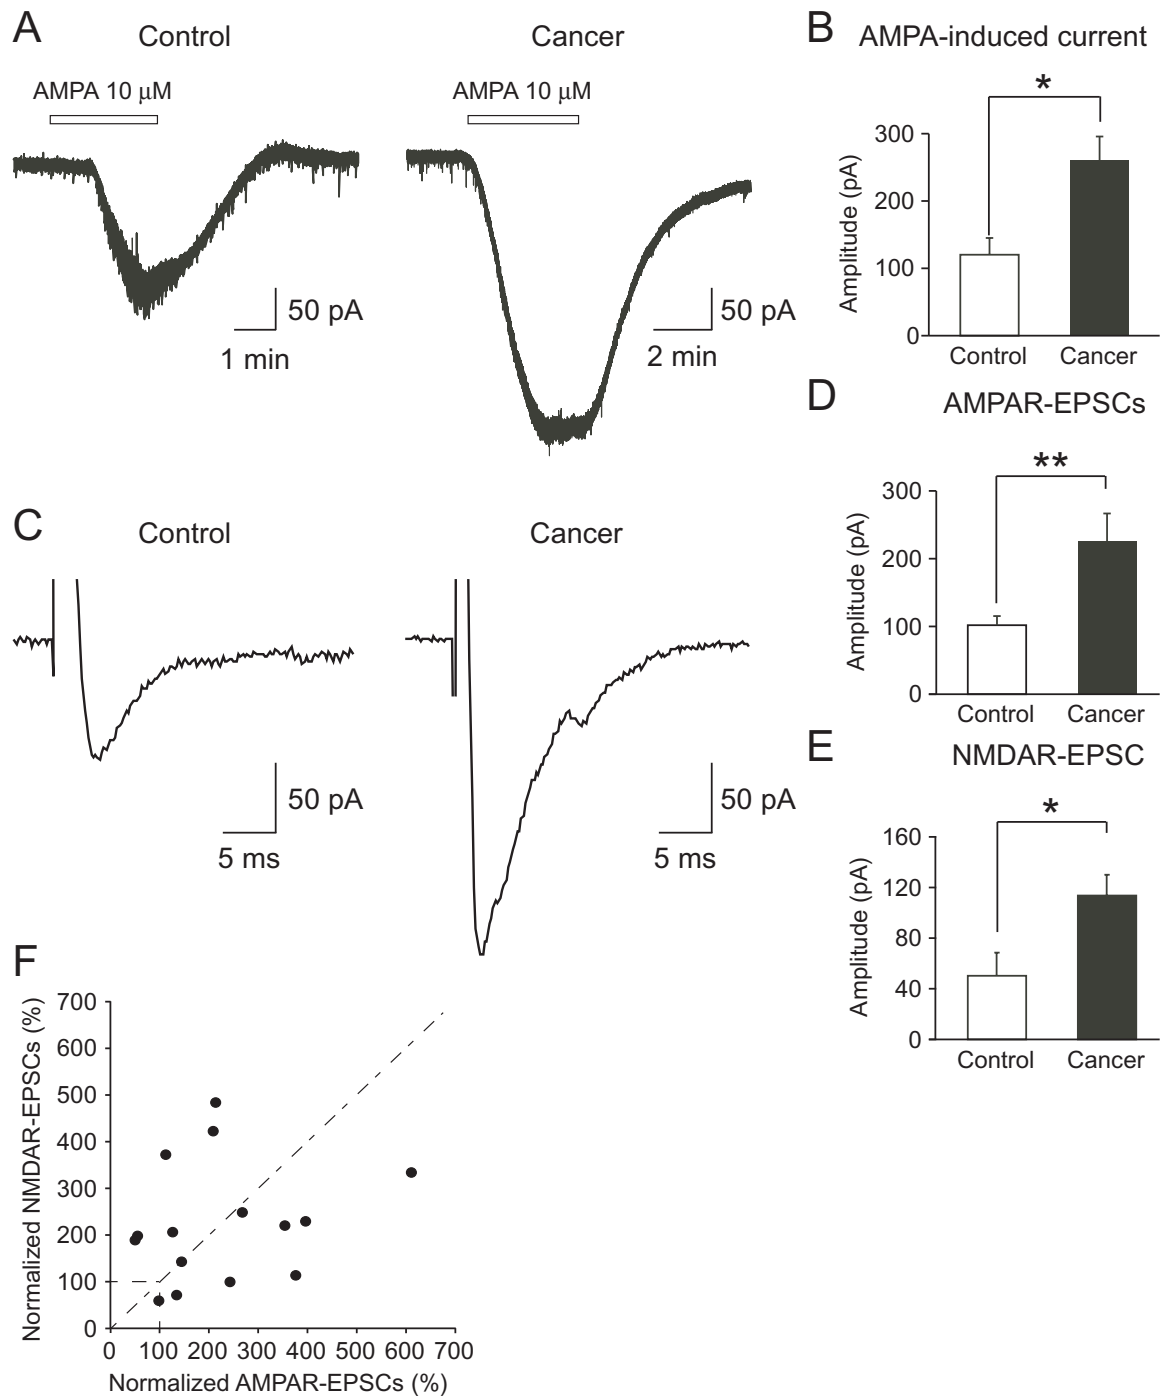 A
Control
Cancer
AMPA 10 µM
AMPA 10 µM
50 pA
1 min
50 pA
2 min
B
AMPA-induced current
*
Amplitude (pA)
300
200
100
0
Control
Cancer
C
Control
Cancer
50 pA
5 ms
50 pA
5 ms
D
AMPAR-EPSCs
**
Amplitude (pA)
300
200
100
0
Control
Cancer
E
NMDAR-EPSC
*
Amplitude (pA)
160
120
80
40
0
Control
Cancer
F
Normalized NMDAR-EPSCs (%)
700
600
500
400
300
200
100
0
0 100 200 300 400 500 600 700
Normalized AMPAR-EPSCs (%)